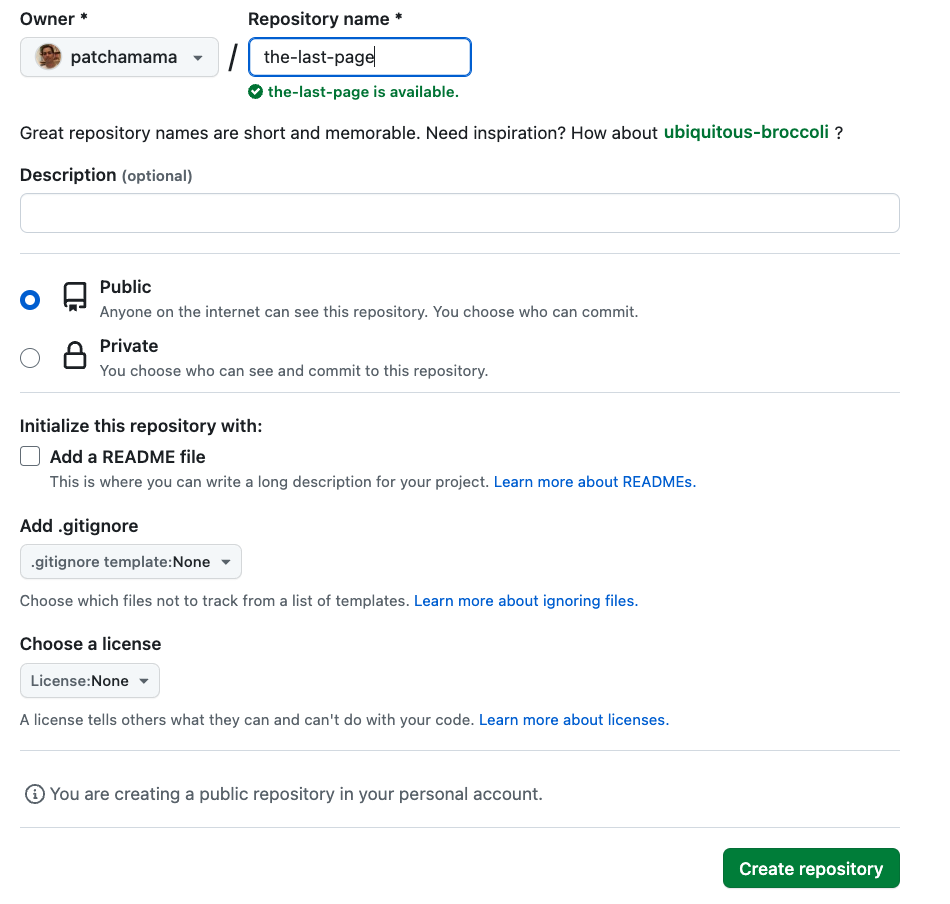 Owner *
Repository name *
patchamama / the-last-page
the-last-page is available.
Great repository names are short and memorable. Need inspiration? How about ubiquitous-broccoli ?
Description (optional)
Public
Anyone on the internet can see this repository. You choose who can commit.
Private
You choose who can see and commit to this repository.
Initialize this repository with:
Add a README file
This is where you can write a long description for your project. Learn more about READMEs.
Add .gitignore
.gitignore template:None
Choose which files not to track from a list of templates. Learn more about ignoring files.
Choose a license
License:None
A license tells others what they can and can't do with your code. Learn more about licenses.
You are creating a public repository in your personal account.
Create repository